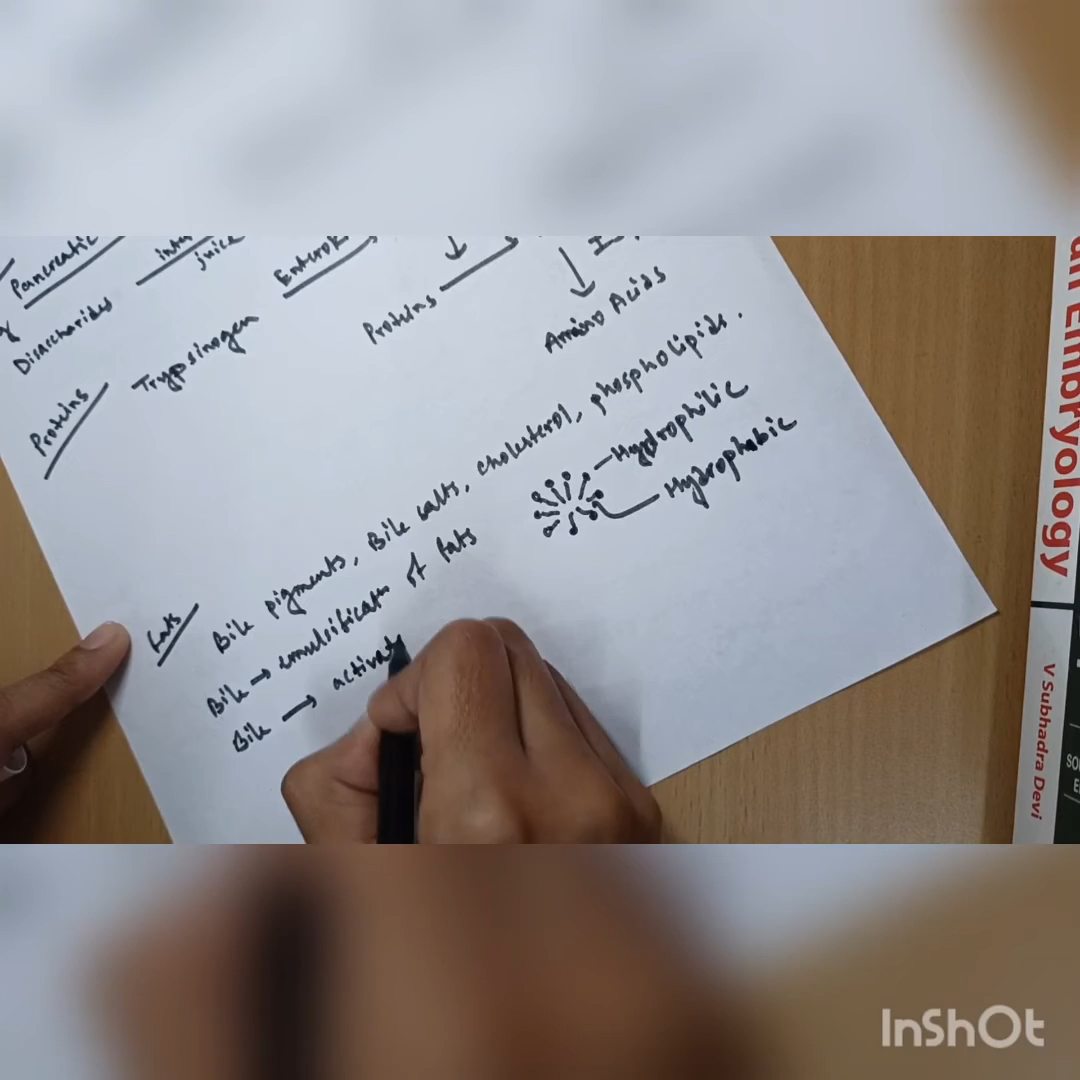 Pancreatic
juice
Disaccharides
Proteins
Trypsinogen
Proteins
Amino Acids
Fats
Bile pigments, Bile salts, cholesterol, phospholipids.
Bile → emulsification of fats
Hydrophilic
Hydrophobic
Bile → activat
Embryology
V Subhadra Devi
InShOt